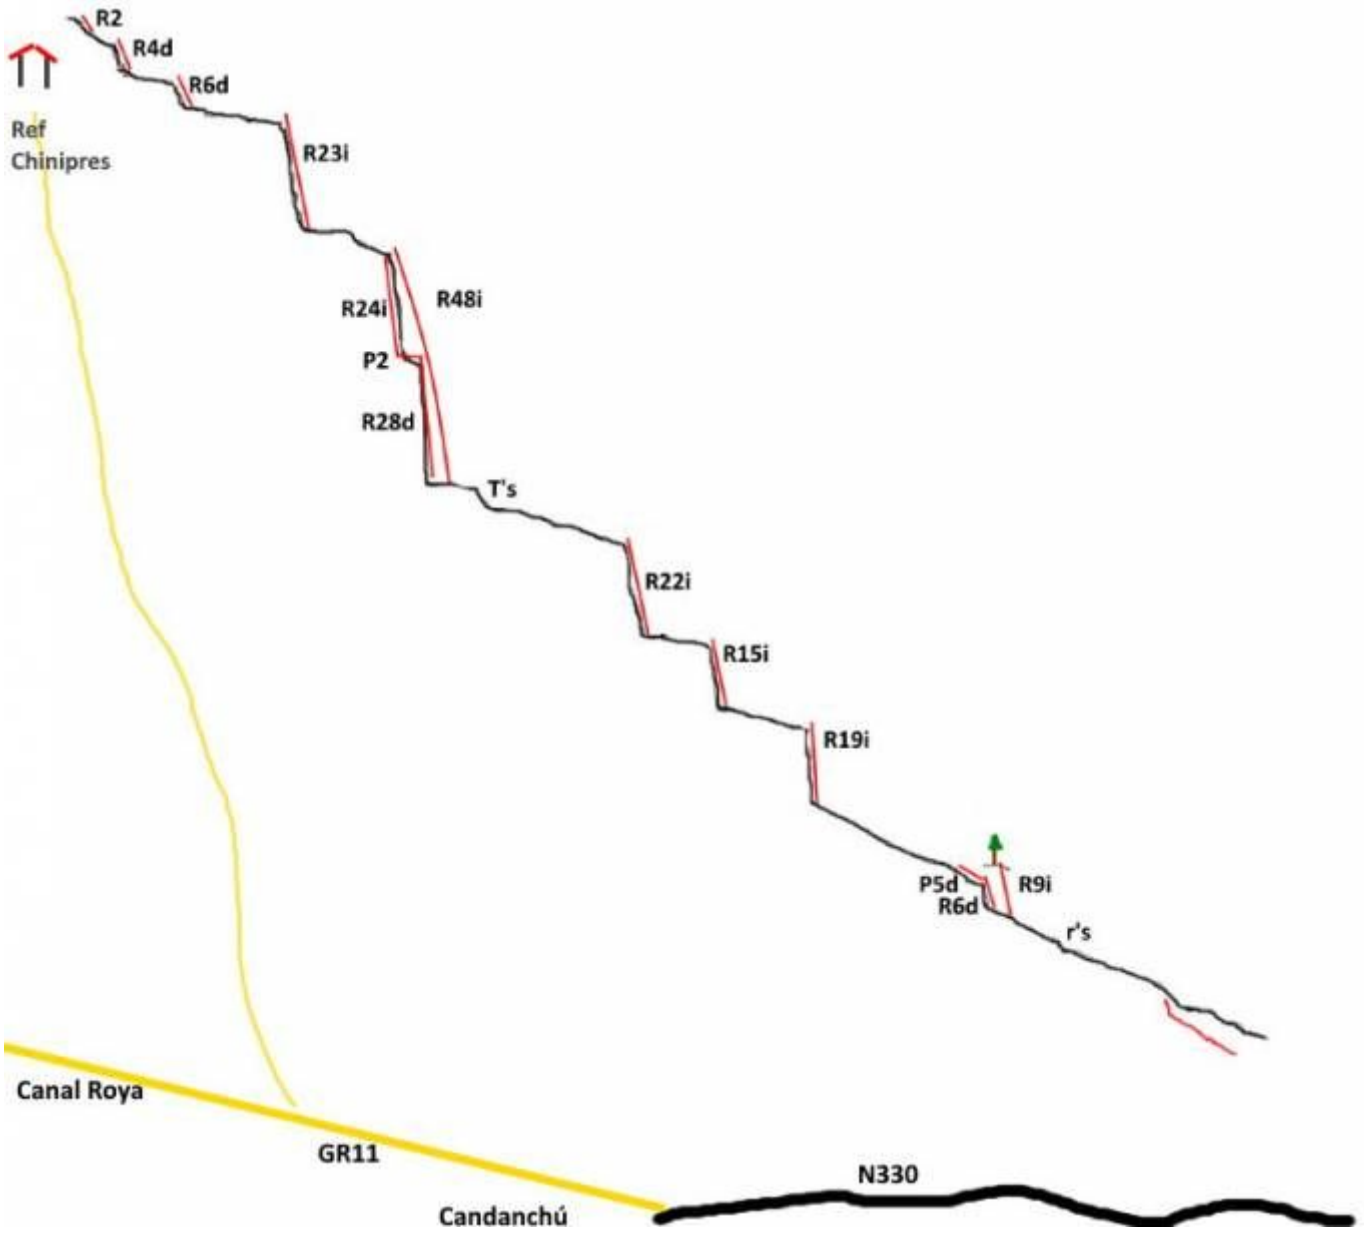 R2
R4d
R6d
Ref
Chinipres
R23i
R24i
R48i
P2
R28d
T's
R22i
R15i
R19i
P5d
R9i
R6d
r's
Canal Roya
GR11
N330
Candanchú